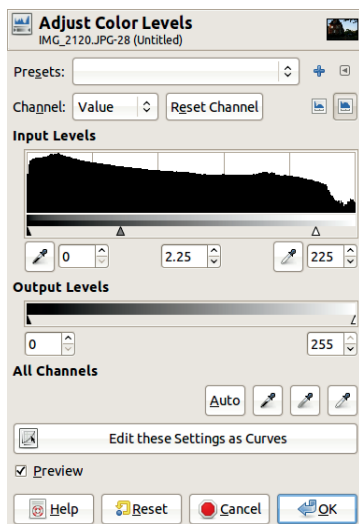 Adjust Color Levels
IMG_2120.JPG-28 (Untitled)
Presets:
Channel: Value Reset Channel
Input Levels
0 2.25 225
Output Levels
0 255
All Channels
Auto
Edit these Settings as Curves
Preview
Help Reset Cancel OK